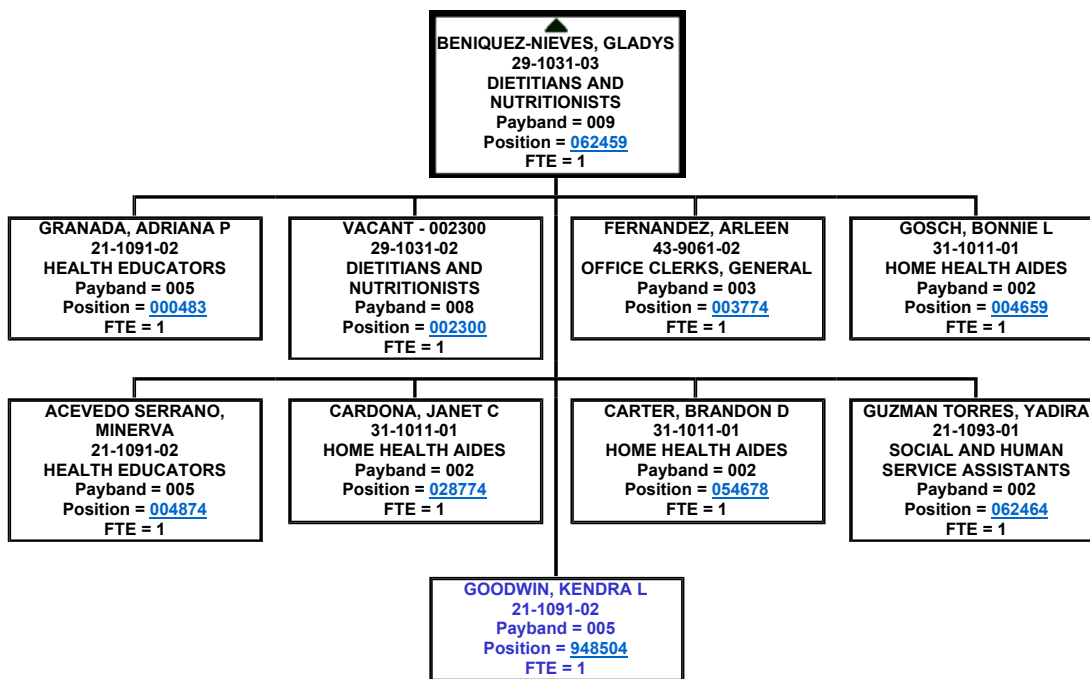 BENIQUEZ-NIEVES, GLADYS
29-1031-03
DIETITIANS AND
NUTRITIONISTS
Payband = 009
Position = 062459
FTE = 1
GRANADA, ADRIANA P
21-1091-02
HEALTH EDUCATORS
Payband = 005
Position = 000483
FTE = 1
VACANT - 002300
29-1031-02
DIETITIANS AND
NUTRITIONISTS
Payband = 008
Position = 002300
FTE = 1
FERNANDEZ, ARLEEN
43-9061-02
OFFICE CLERKS, GENERAL
Payband = 003
Position = 003774
FTE = 1
GOSCH, BONNIE L
31-1011-01
HOME HEALTH AIDES
Payband = 002
Position = 004659
FTE = 1
ACEVEDO SERRANO,
MINERVA
21-1091-02
HEALTH EDUCATORS
Payband = 005
Position = 004874
FTE = 1
CARDONA, JANET C
31-1011-01
HOME HEALTH AIDES
Payband = 002
Position = 028774
FTE = 1
CARTER, BRANDON D
31-1011-01
HOME HEALTH AIDES
Payband = 002
Position = 054678
FTE = 1
GUZMAN TORRES, YADIRA
21-1093-01
SOCIAL AND HUMAN
SERVICE ASSISTANTS
Payband = 002
Position = 062464
FTE = 1
GOODWIN, KENDRA L
21-1091-02
Payband = 005
Position = 948504
FTE = 1